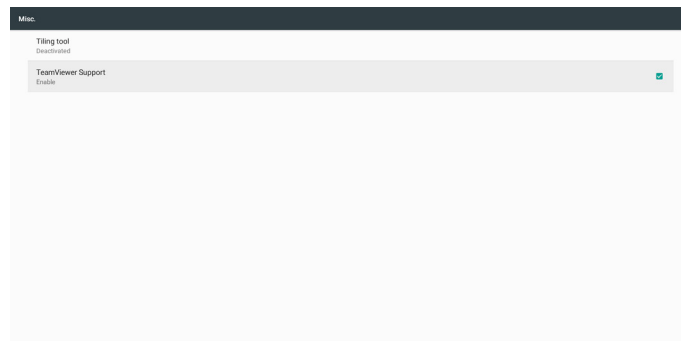 Misc.
Tiling tool
Deactivated
TeamViewer Support
Enable